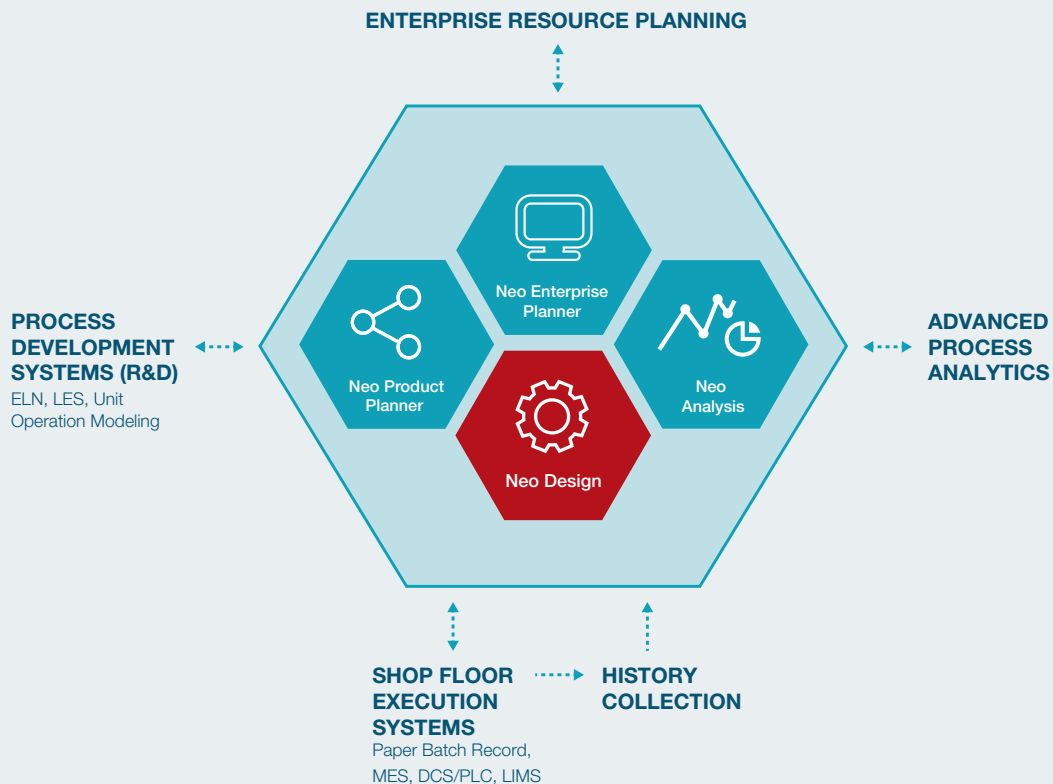 ENTERPRISE RESOURCE PLANNING
Neo Enterprise
Planner
Neo Product
Planner
Neo
Analysis
Neo Design
PROCESS
DEVELOPMENT
SYSTEMS (R&D)
ELN, LES, Unit
Operation Modeling
ADVANCED
PROCESS
ANALYTICS
SHOP FLOOR
EXECUTION
SYSTEMS
Paper Batch Record,
MES, DCS/PLC, LIMS
HISTORY
COLLECTION